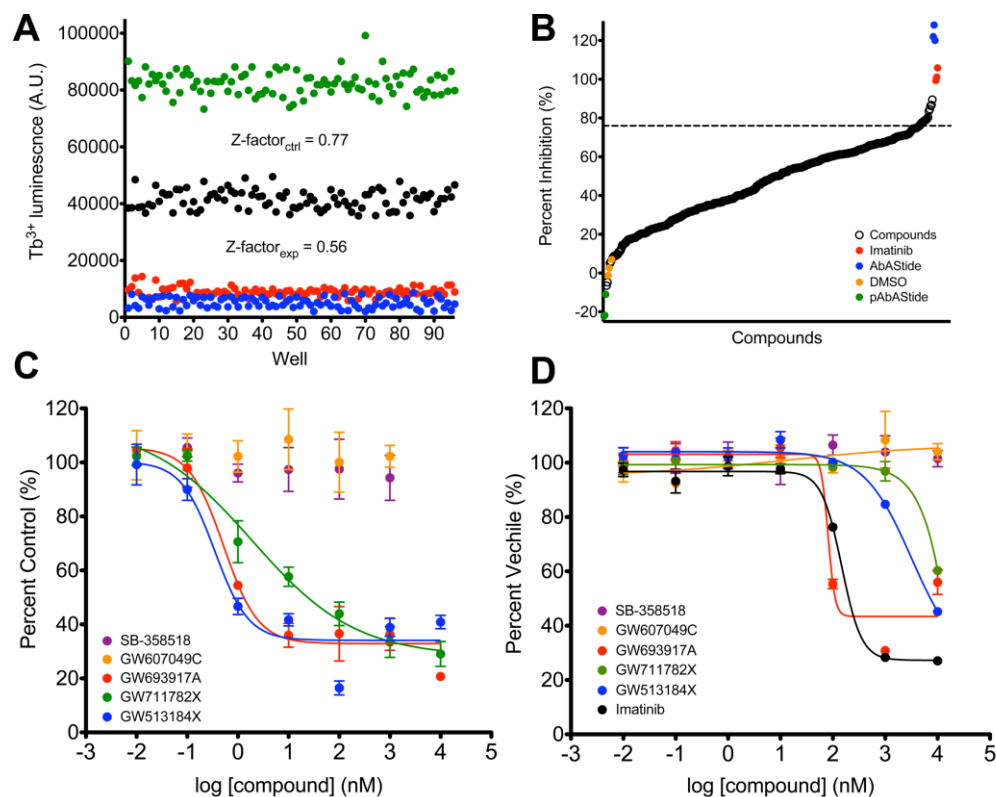 A
Tb3+ luminescnce (A.U.)
100000
80000
60000
40000
20000
0
Z-factorctrl = 0.77
Z-factorexp = 0.56
0 10 20 30 40 50 60 70 80 90
Well
B
Percent Inhibition (%)
120
100
80
60
40
20
0
-20
Compounds
Imatinib
AbAStide
DMSO
pAbAStide
Compounds
C
Percent Control (%)
120
100
80
60
40
20
0
SB-358518
GW607049C
GW693917A
GW711782X
GW513184X
-3 -2 -1 0 1 2 3 4 5
log [compound] (nM)
D
Percent Vechile (%)
120
100
80
60
40
20
0
SB-358518
GW607049C
GW693917A
GW711782X
GW513184X
Imatinib
-3 -2 -1 0 1 2 3 4 5
log [compound] (nM)